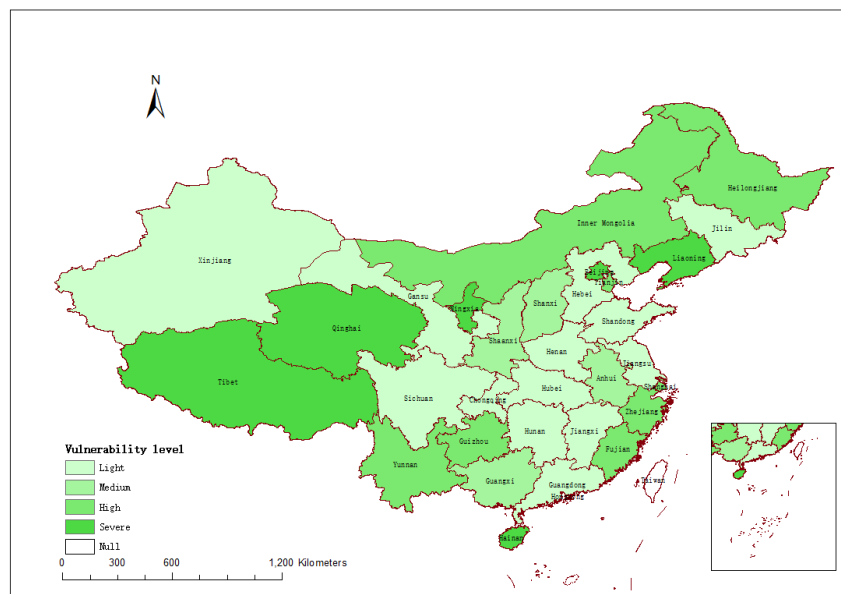 N
Heilongjiang
Inner Mongolia
Jilin
Xinjiang
Liaoning
Beijing
Tianjin
Gansu
Hebei
Ningxia
Shanxi
Shandong
Qinghai
Shaanxi
Henan
Jiangsu
Tibet
Anhui
Shanghai
Sichuan
Hubei
Chongqing
Zhejiang
Hunan
Jiangxi
Guizhou
Fujian
Yunnan
Guangxi
Guangdong
Taiwan
Hongkong
Hainan
Vulnerability level
Light
Medium
High
Severe
Null
0 300 600 1,200 Kilometers